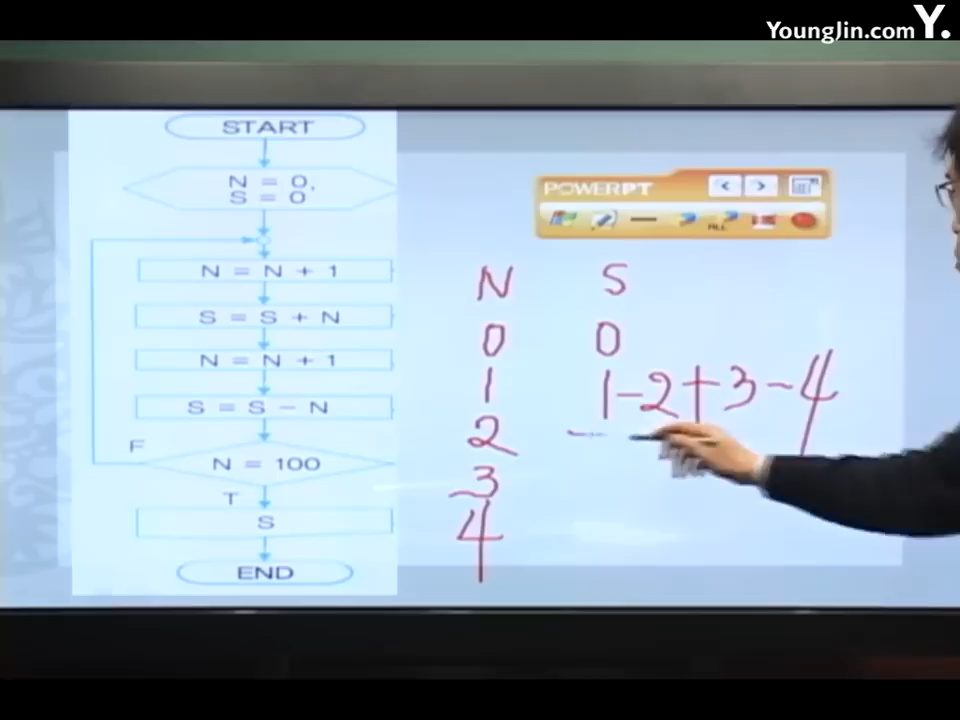 YoungJin.com Y.
START
N = 0,
S = 0
N = N + 1
S = S + N
N = N + 1
S = S - N
F
N = 100
T
S
END
POWERPT
ALL
N S
0 0
1 1-2+3-4
2
3
4